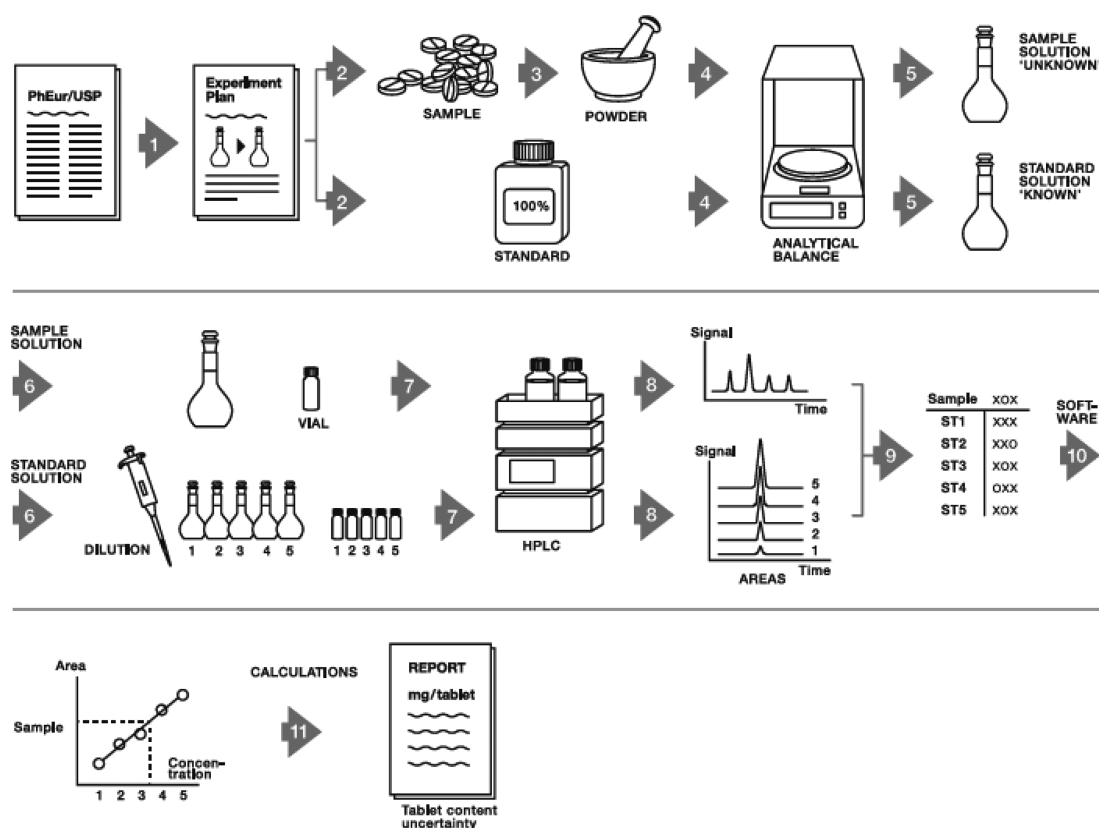 PhEur/USP
1
Experiment
Plan
2
SAMPLE
3
POWDER
4
5
SAMPLE
SOLUTION
'UNKNOWN'
2
100%
STANDARD
4
ANALYTICAL
BALANCE
5
STANDARD
SOLUTION
'KNOWN'
SAMPLE
SOLUTION
6
VIAL
7
8
Signal
Time
STANDARD
SOLUTION
6
DILUTION
1 2 3 4 5
1 2 3 4 5
7
HPLC
8
Signal
5
4
3
2
1
Time
AREAS
9
Sample XOX
ST1 XXX
ST2 XXO
ST3 XOX
ST4 OXX
ST5 XOX
SOFT-
WARE
10
Area
Sample
Concen-
tration
1 2 3 4 5
CALCULATIONS
11
REPORT
mg/tablet
Tablet content
uncertainty